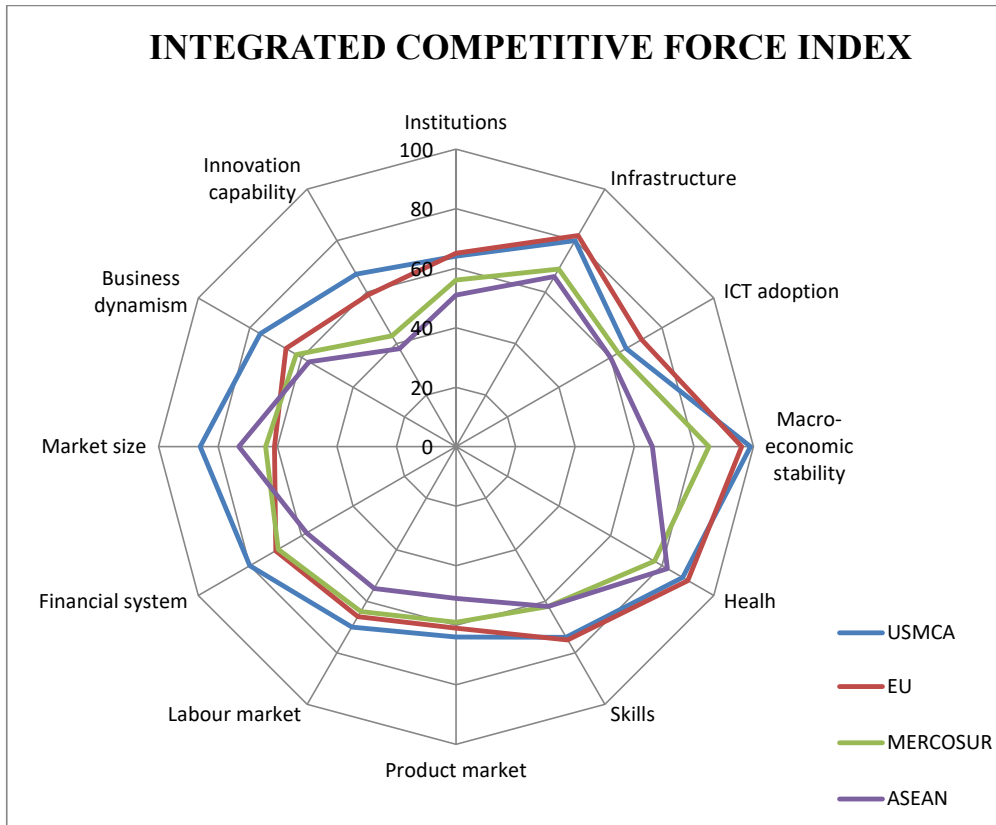 INTEGRATED COMPETITIVE FORCE INDEX
Institutions
100
Innovation
capability
Infrastructure
80
Business
dynamism
60
ICT adoption
40
20
Market size
0
Macro-
economic
stability
Financial system
Healh
Labour market
Skills
Product market
USMCA
EU
MERCOSUR
ASEAN